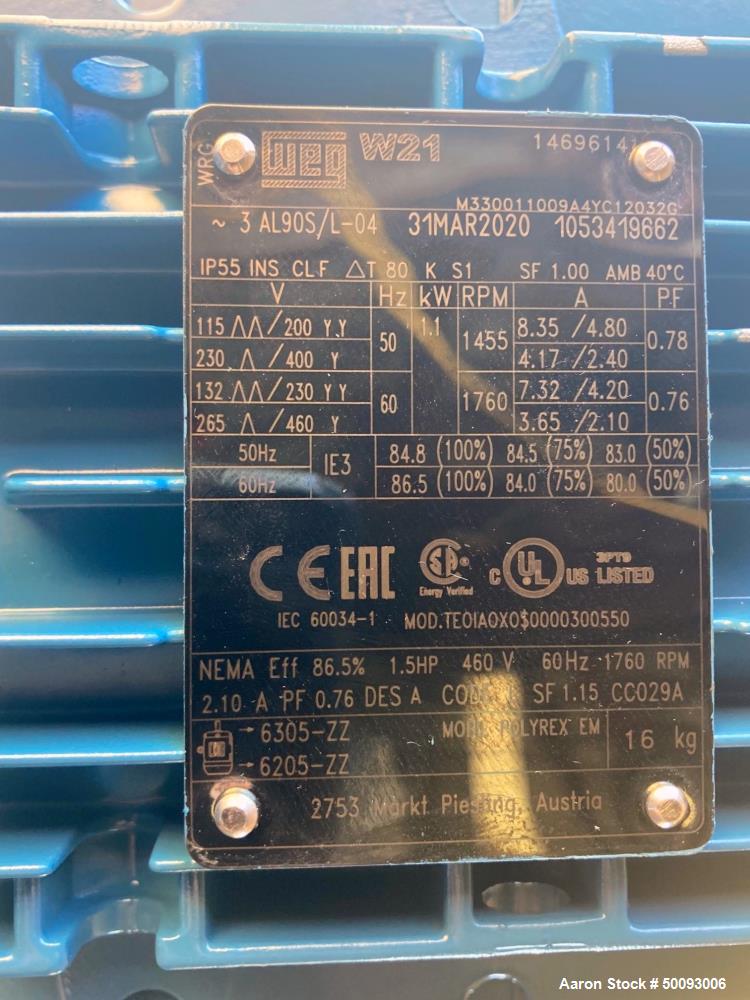 WRG WEG W21 1469614
M330011009A4YC12032G
~ 3 AL90S/L-04 31MAR2020 1053419662
IP55 INS CL.F △T 80 K S1 SF 1.00 AMB 40°C
V Hz kW RPM A P.F
115 △△/200 YY 50 1.1 1455 8.35 /4.80 0.78
230 △/400 Y 4.17 /2.40
132 △△/230 YY 60 1760 7.32 /4.20 0.76
265 △/460 Y 3.65 /2.10
50Hz IE3 84.8 (100%) 84.5 (75%) 83.0 (50%)
60Hz 86.5 (100%) 84.0 (75%) 80.0 (50%)
CE EAC SA® Energy Verified c UL US LISTED 3PT9
IEC 60034-1 MOD.TE0IA0X0$0000300550
NEMA Eff 86.5% 1.5HP 460 V 60Hz 1760 RPM
2.10 A PF 0.76 DES A CODE SF 1.15 CC029A
→6305-ZZ MOBIL POLYREX EM 16 kg
→6205-ZZ
2753 Markt Piesting, Austria
Aaron Stock # 50093006